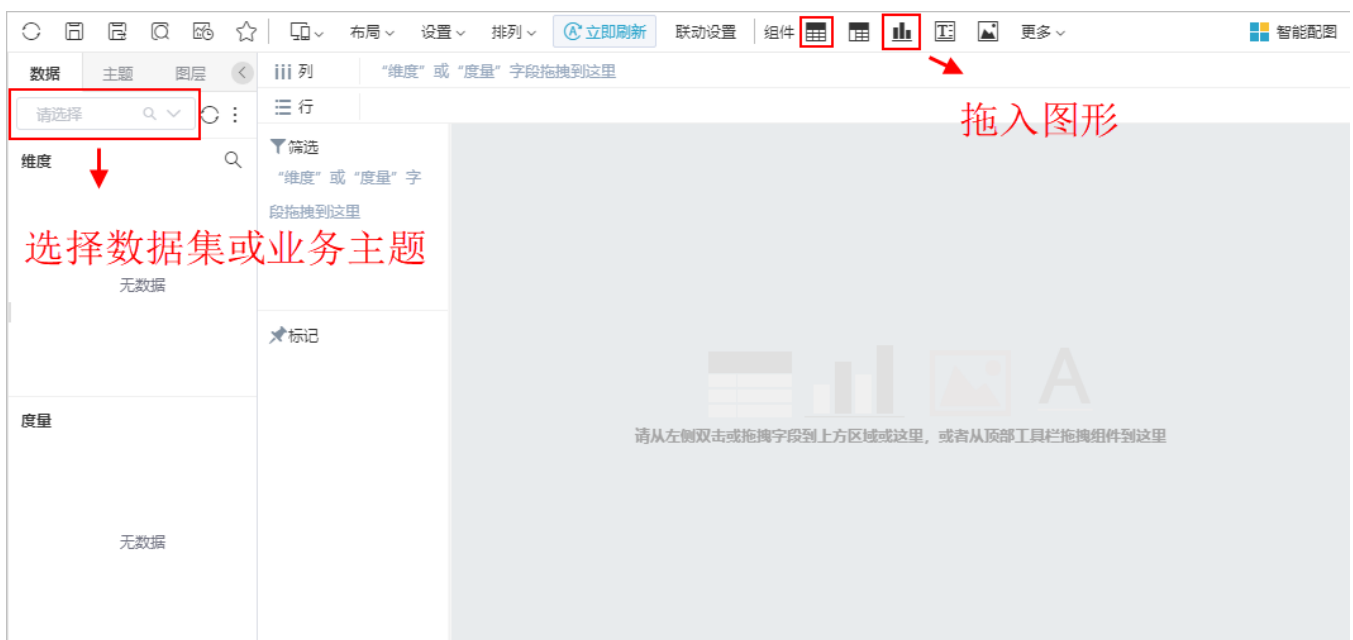 布局 设置 排列 立即刷新 联动设置 组件 更多 智能配图
数据 主题 图层 列 “维度” 或 “度量” 字段拖拽到这里
请选择 行
拖入图形
维度 筛选
“维度” 或 “度量” 字
段拖拽到这里
选择数据集或业务主题
无数据
标记
度量
请从左侧双击或拖拽字段到上方区域或这里，或者从顶部工具栏拖拽组件到这里
无数据